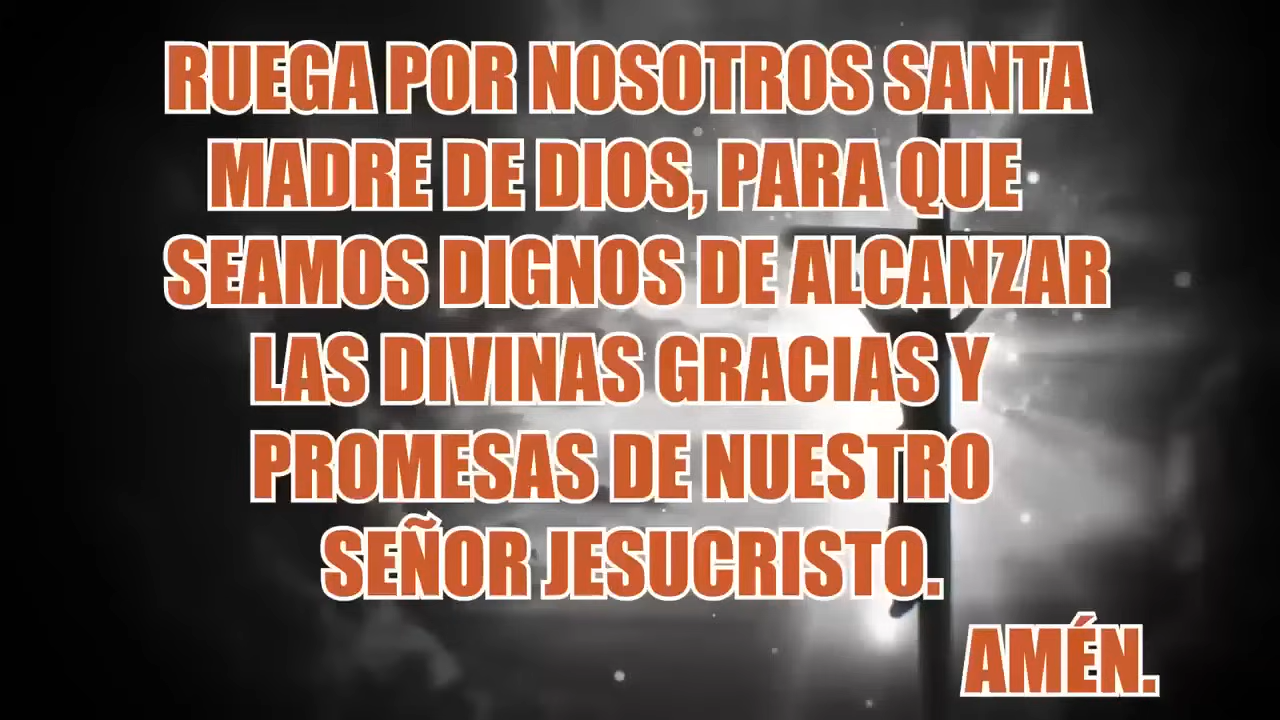 RUEGA POR NOSOTROS SANTA
MADRE DE DIOS, PARA QUE
SEAMOS DIGNOS DE ALCANZAR
LAS DIVINAS GRACIAS Y
PROMESAS DE NUESTRO
SEÑOR JESUCRISTO.
AMÉN.